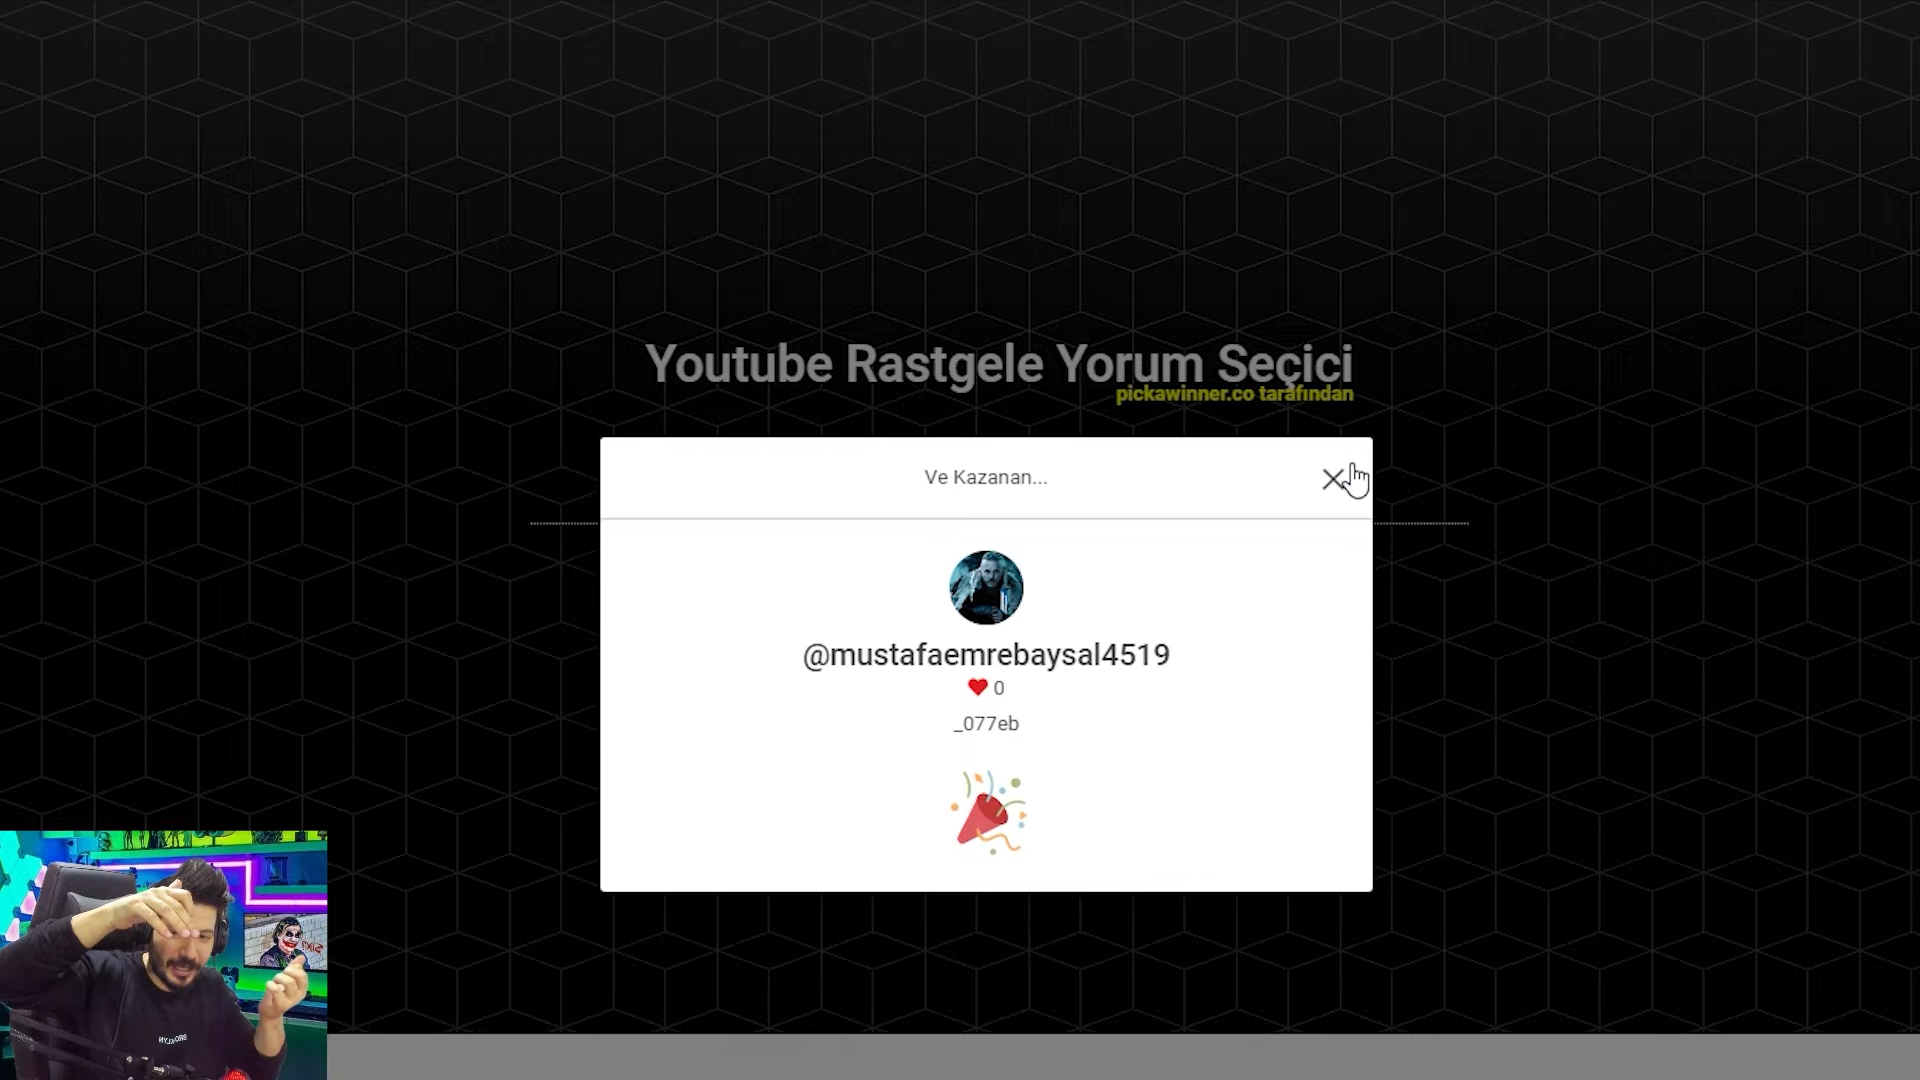 Youtube Rastgele Yorum Seçici
pickawinner.co tarafından
Ve Kazanan...
@mustafaemrebaysal4519
0
_077eb